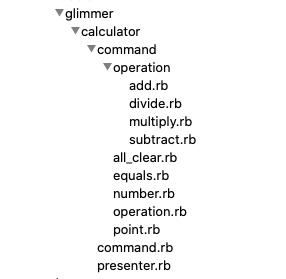 glimmer
calculator
command
operation
add.rb
divide.rb
multiply.rb
subtract.rb
all_clear.rb
equals.rb
number.rb
operation.rb
point.rb
command.rb
presenter.rb